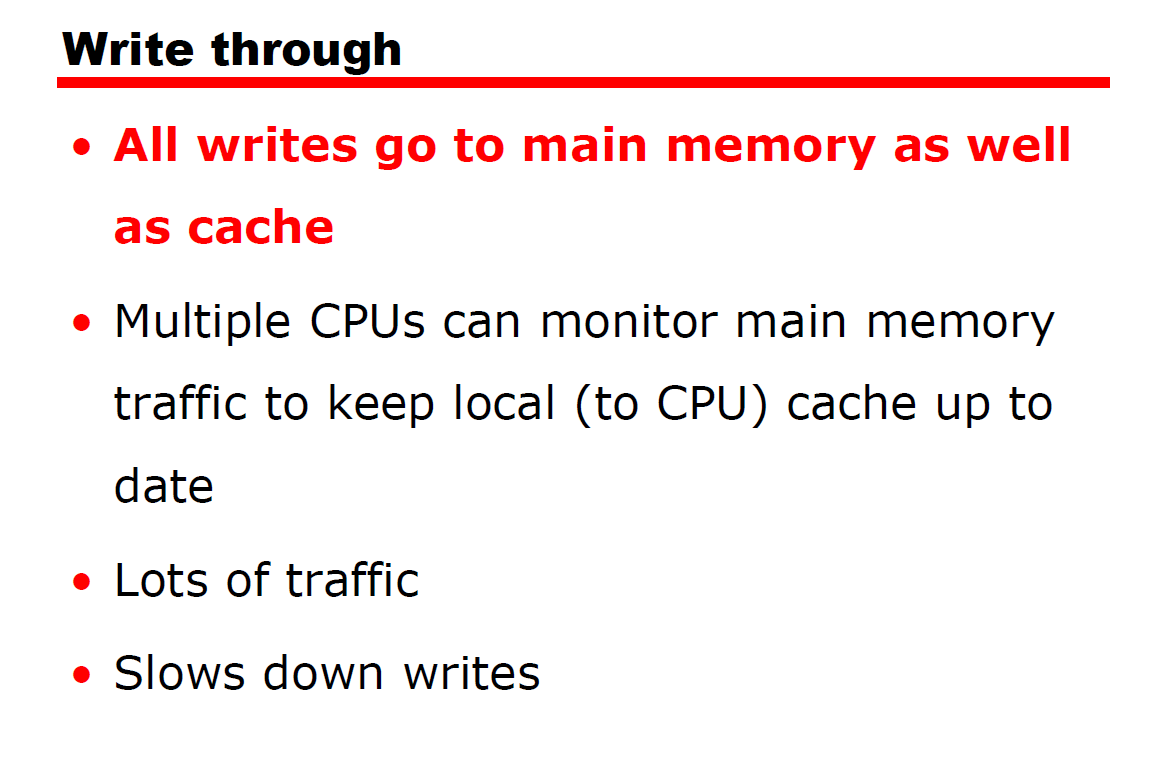 Write through
• All writes go to main memory as well
as cache
• Multiple CPUs can monitor main memory
traffic to keep local (to CPU) cache up to
date
• Lots of traffic
• Slows down writes